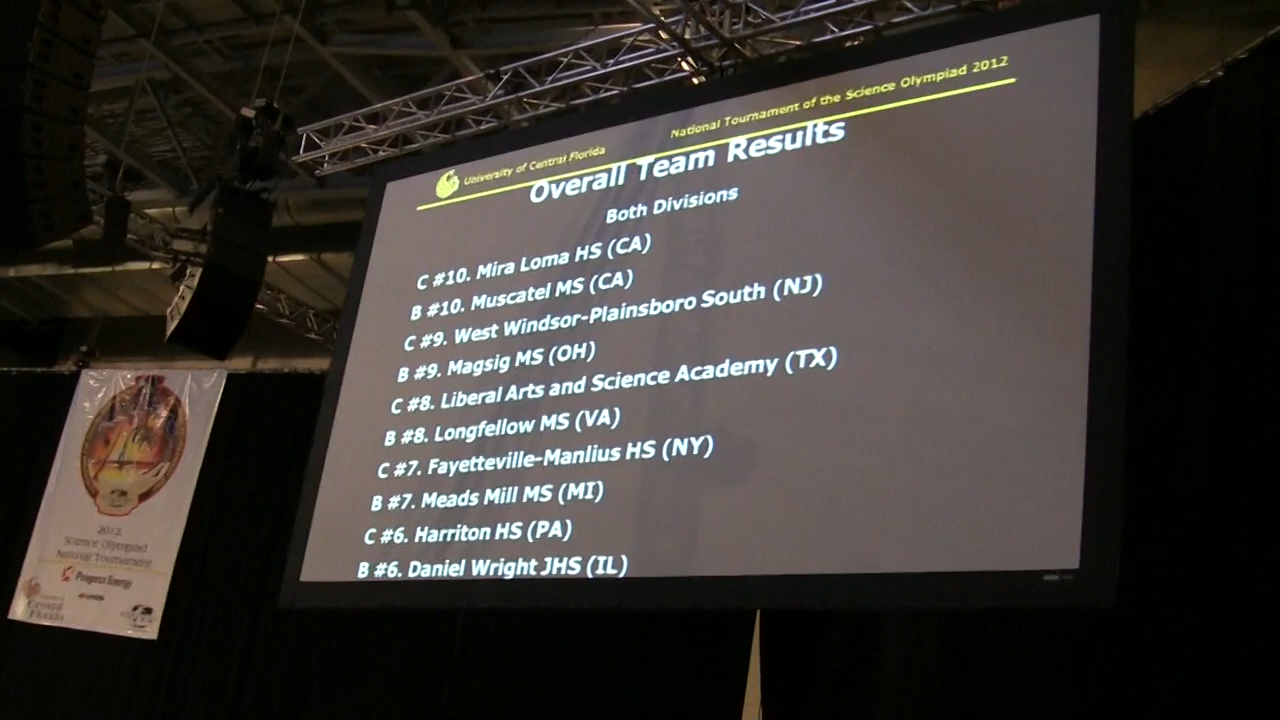 National Tournament of the Science Olympiad 2012
University of Central Florida
Overall Team Results
Both Divisions
C #10. Mira Loma HS (CA)
B #10. Muscatel MS (CA)
C #9. West Windsor-Plainsboro South (NJ)
B #9. Magsig MS (OH)
C #8. Liberal Arts and Science Academy (TX)
B #8. Longfellow MS (VA)
C #7. Fayetteville-Manlius HS (NY)
B #7. Meads Mill MS (MI)
C #6. Harriton HS (PA)
B #6. Daniel Wright JHS (IL)
2012
Science Olympiad
National Tournament
Progress Energy
Central
Florida